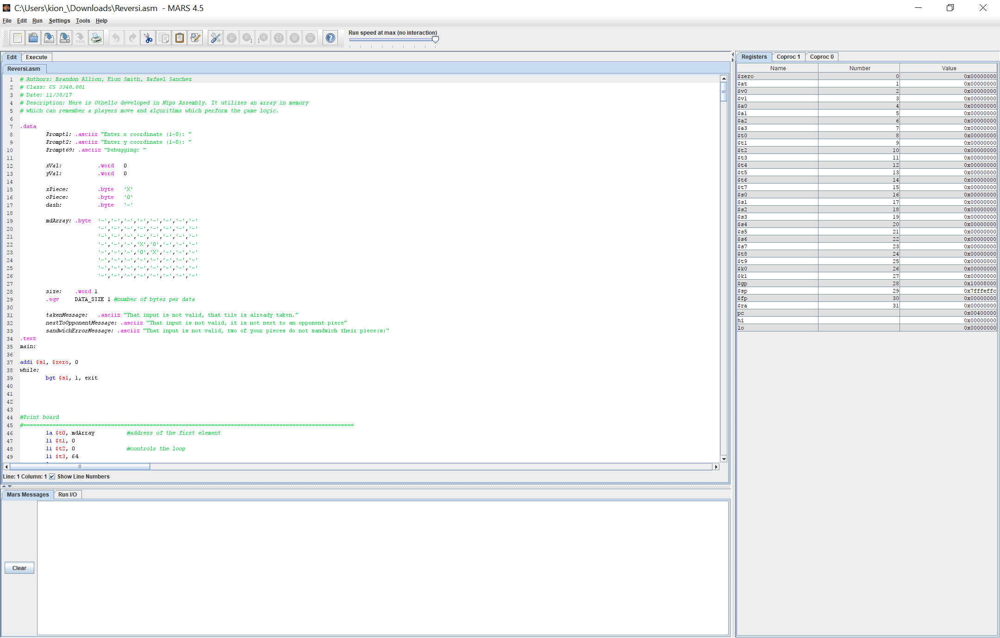 C:\Users\kion_\Downloads\Reversi.asm - MARS 4.5
File Edit Run Settings Tools Help
Run speed at max (no interaction)
Edit Execute
Reversi.asm
1 # Authors: Brandon Allion, Kion Smith, Rafael Sanchez
2 # Class: CS 3340.001
3 # Date: 11/30/17
4 # Description: Here is Othello developed in Mips Assembly. It utilizes an array in memory
5 # which can remember a players move and algorithms which perform the game logic.
6
7 .data
8 Prompt1: .asciiz "Enter x coordinate (1-8): "
9 Prompt2: .asciiz "Enter y coordinate (1-8): "
10 Prompt69: .asciiz "Debugging: "
11
12 xVal: .word 0
13 yVal: .word 0
14
15 xPiece: .byte 'X'
16 oPiece: .byte 'O'
17 dash: .byte '-'
18
19 mdArray: .byte '-','-','-','-','-','-','-','-'
20 '-','-','-','-','-','-','-','-'
21 '-','-','-','-','-','-','-','-'
22 '-','-','-','X','O','-','-','-'
23 '-','-','-','O','X','-','-','-'
24 '-','-','-','-','-','-','-','-'
25 '-','-','-','-','-','-','-','-'
26 '-','-','-','-','-','-','-','-'
27
28 size: .word 1
29 .eqv DATA_SIZE 1 #number of bytes per data
30
31 takenMessage: .asciiz "That input is not valid, that tile is already taken."
32 nextToOpponentMessage: .asciiz "That input is not valid, it is not next to an opponent piece"
33 sandwichErrorMessage: .asciiz "That input is not valid, two of your pieces do not sandwich their piece(s)"
34 .text
35 main:
36
37 addi $s1, $zero, 0
38 while:
39 bgt $s1, 1, exit
40
41
42
43
44 #Print board
45 #======================================================================================================
46 la $t0, mdArray #address of the first element
47 li $t1, 0
48 li $t2, 0 #controls the loop
49 li $t3, 64
Line: 1 Column: 1 Show Line Numbers
Mars Messages Run I/O
Clear
Registers Coproc 1 Coproc 0
Name Number Value
$zero 0 0x00000000
$at 1 0x00000000
$v0 2 0x00000000
$v1 3 0x00000000
$a0 4 0x00000000
$a1 5 0x00000000
$a2 6 0x00000000
$a3 7 0x00000000
$t0 8 0x00000000
$t1 9 0x00000000
$t2 10 0x00000000
$t3 11 0x00000000
$t4 12 0x00000000
$t5 13 0x00000000
$t6 14 0x00000000
$t7 15 0x00000000
$s0 16 0x00000000
$s1 17 0x00000000
$s2 18 0x00000000
$s3 19 0x00000000
$s4 20 0x00000000
$s5 21 0x00000000
$s6 22 0x00000000
$s7 23 0x00000000
$t8 24 0x00000000
$t9 25 0x00000000
$k0 26 0x00000000
$k1 27 0x00000000
$gp 28 0x10008000
$sp 29 0x7fffeffc
$fp 30 0x00000000
$ra 31 0x00000000
pc 0x00400000
hi 0x00000000
lo 0x00000000